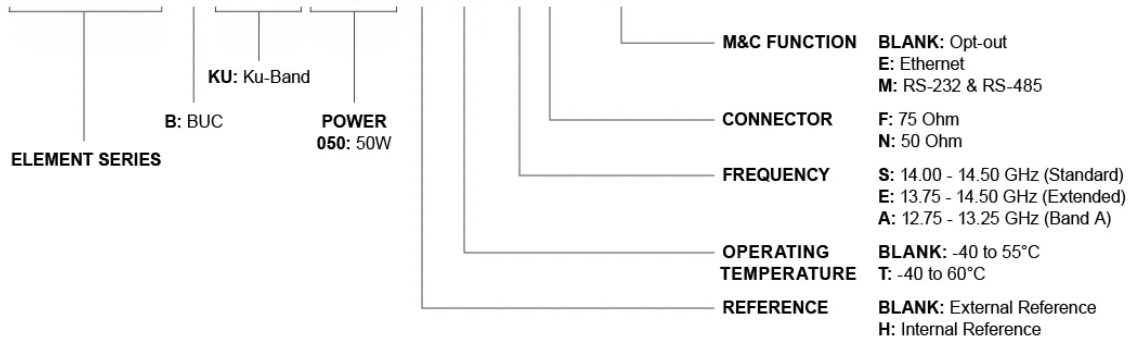 M&C FUNCTION BLANK: Opt-out
E: Ethernet
M: RS-232 & RS-485
KU: Ku-Band
B: BUC
POWER
050: 50W
ELEMENT SERIES
CONNECTOR F: 75 Ohm
N: 50 Ohm
FREQUENCY S: 14.00 - 14.50 GHz (Standard)
E: 13.75 - 14.50 GHz (Extended)
A: 12.75 - 13.25 GHz (Band A)
OPERATING BLANK: -40 to 55°C
TEMPERATURE T: -40 to 60°C
REFERENCE BLANK: External Reference
H: Internal Reference